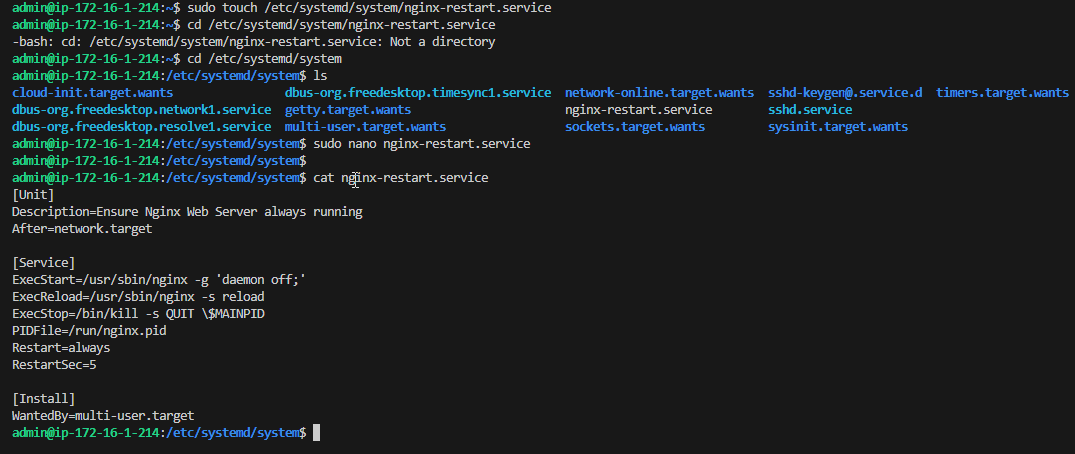 admin@ip-172-16-1-214:~$ sudo touch /etc/systemd/system/nginx-restart.service
admin@ip-172-16-1-214:~$ cd /etc/systemd/system/nginx-restart.service
-bash: cd: /etc/systemd/system/nginx-restart.service: Not a directory
admin@ip-172-16-1-214:~$ cd /etc/systemd/system
admin@ip-172-16-1-214:/etc/systemd/system$ ls
cloud-init.target.wants dbus-org.freedesktop.timesync1.service network-online.target.wants sshd-keygen@.service.d timers.target.wants
dbus-org.freedesktop.network1.service getty.target.wants nginx-restart.service sshd.service
dbus-org.freedesktop.resolve1.service multi-user.target.wants sockets.target.wants sysinit.target.wants
admin@ip-172-16-1-214:/etc/systemd/system$ sudo nano nginx-restart.service
admin@ip-172-16-1-214:/etc/systemd/system$
admin@ip-172-16-1-214:/etc/systemd/system$ cat nginx-restart.service
[Unit]
Description=Ensure Nginx Web Server always running
After=network.target

[Service]
ExecStart=/usr/sbin/nginx -g 'daemon off;'
ExecReload=/usr/sbin/nginx -s reload
ExecStop=/bin/kill -s QUIT \$MAINPID
PIDFile=/run/nginx.pid
Restart=always
RestartSec=5

[Install]
WantedBy=multi-user.target
admin@ip-172-16-1-214:/etc/systemd/system$